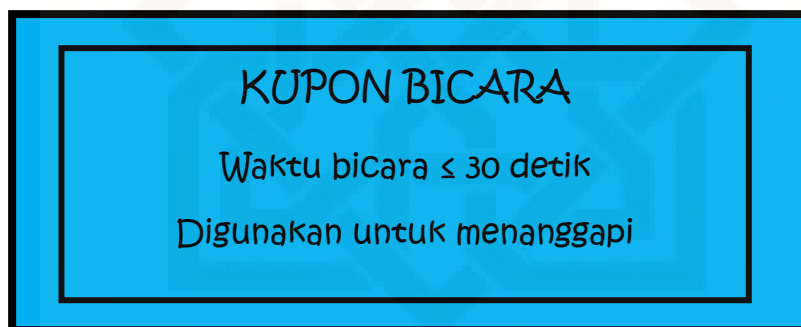 KUPON BICARA
Waktu bicara ≤ 30 detik
Digunakan untuk menanggapi